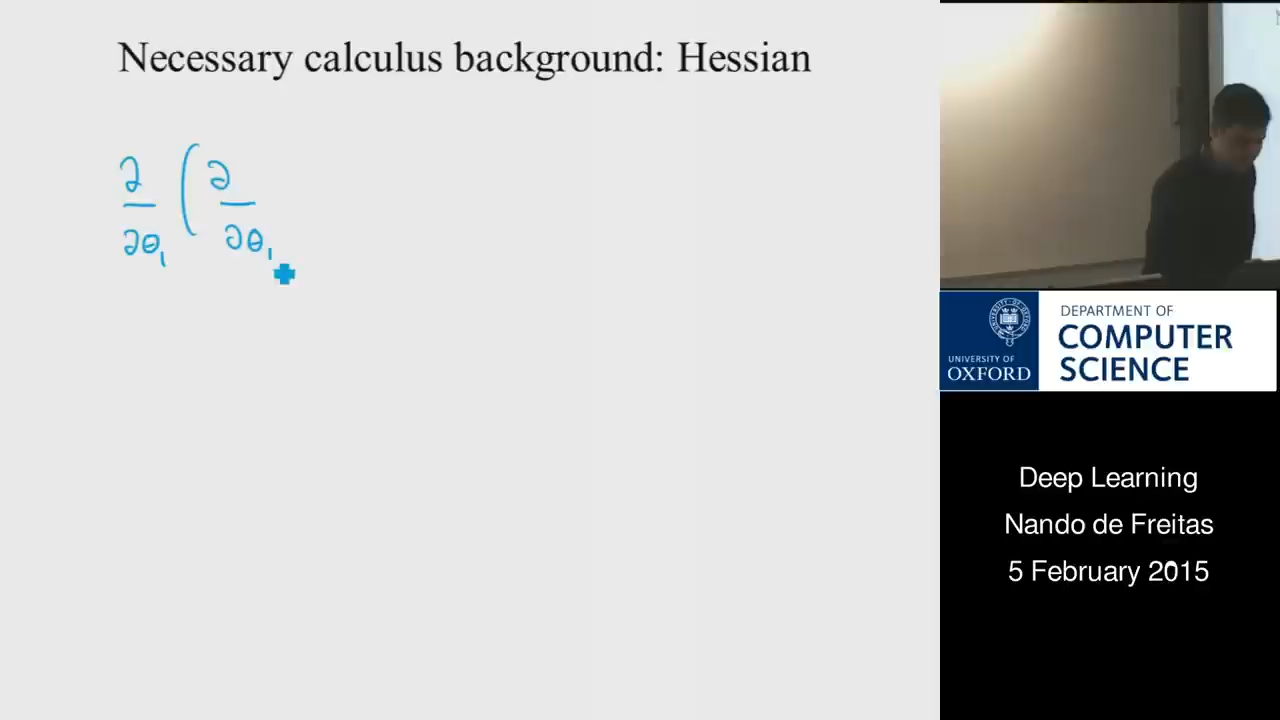 Necessary calculus background: Hessian
∂ ( ∂
∂θ₁ ∂θ₁
UNIVERSITY OF
OXFORD
DEPARTMENT OF
COMPUTER
SCIENCE
Deep Learning
Nando de Freitas
5 February 2015